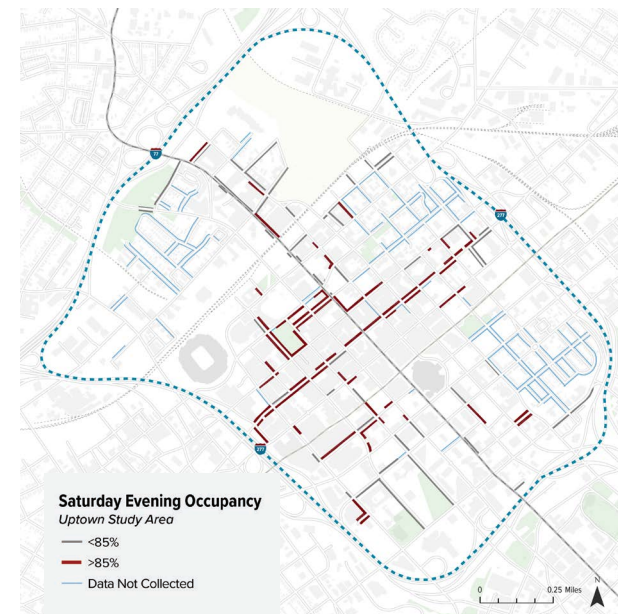 77
277
277
Saturday Evening Occupancy
Uptown Study Area
<85%
>85%
Data Not Collected
N
0 0.25 Miles